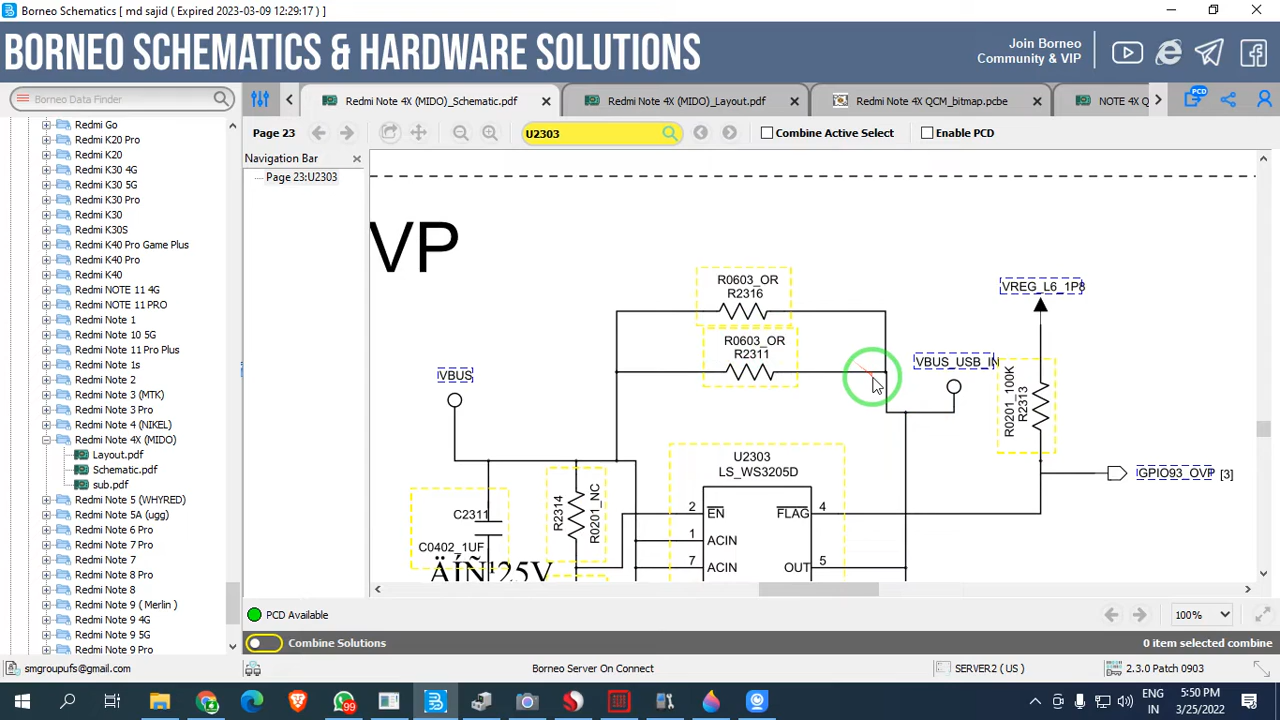 Borneo Schematics [ md sajid ( Expired 2023-03-09 12:29:17 ) ]
BORNEO SCHEMATICS & HARDWARE SOLUTIONS
Join Borneo
Community & VIP
Borneo Data Finder
Redmi Note 4X (MIDO)_Schematic.pdf
Redmi Note 4X (MIDO)_Layout.pdf
Redmi Note 4X QCM_bitmap.pcbe
NOTE 4X Q
PCD
Page 23
U2303
Combine Active Select
Enable PCD
Navigation Bar
Page 23:U2303
Redmi Go
Redmi K20 Pro
Redmi K20
Redmi K30 4G
Redmi K30 5G
Redmi K30 Pro
Redmi K30
Redmi K30S
Redmi K40 Pro Game Plus
Redmi K40 Pro
Redmi K40
Redmi NOTE 11 4G
Redmi NOTE 11 PRO
Redmi Note 1
Redmi Note 10 5G
Redmi Note 11 Pro Plus
Redmi Note 1s
Redmi Note 2
Redmi Note 3 (MTK)
Redmi Note 3 Pro
Redmi Note 4 (NIKEL)
Redmi Note 4X (MIDO)
Layout.pdf
Schematic.pdf
sub.pdf
Redmi Note 5 (WHYRED)
Redmi Note 5A (ugg)
Redmi Note 6 Pro
Redmi Note 7 Pro
Redmi Note 7
Redmi Note 8 Pro
Redmi Note 8
Redmi Note 9 ( Merlin )
Redmi Note 9 4G
Redmi Note 9 5G
Redmi Note 9 Pro
VP
R0603_OR
R2316
R0603_OR
R2311
VREG_L6_1P8
VBUS_USB_IN
VBUS
R0201_100K
R2313
U2303
LS_WS3205D
GPIO93_OVP [3]
C2311
C0402_1UF
R2314
R0201_NC
2 EN
FLAG 4
1 ACIN
7 ACIN
OUT 5
ÄÍÑ¹25V
PCD Available
100%
Combine Solutions
0 item selected combine
smgroupufs@gmail.com
Borneo Server On Connect
SERVER2 ( US )
2.3.0 Patch 0903
99
ENG
IN
5:50 PM
3/25/2022